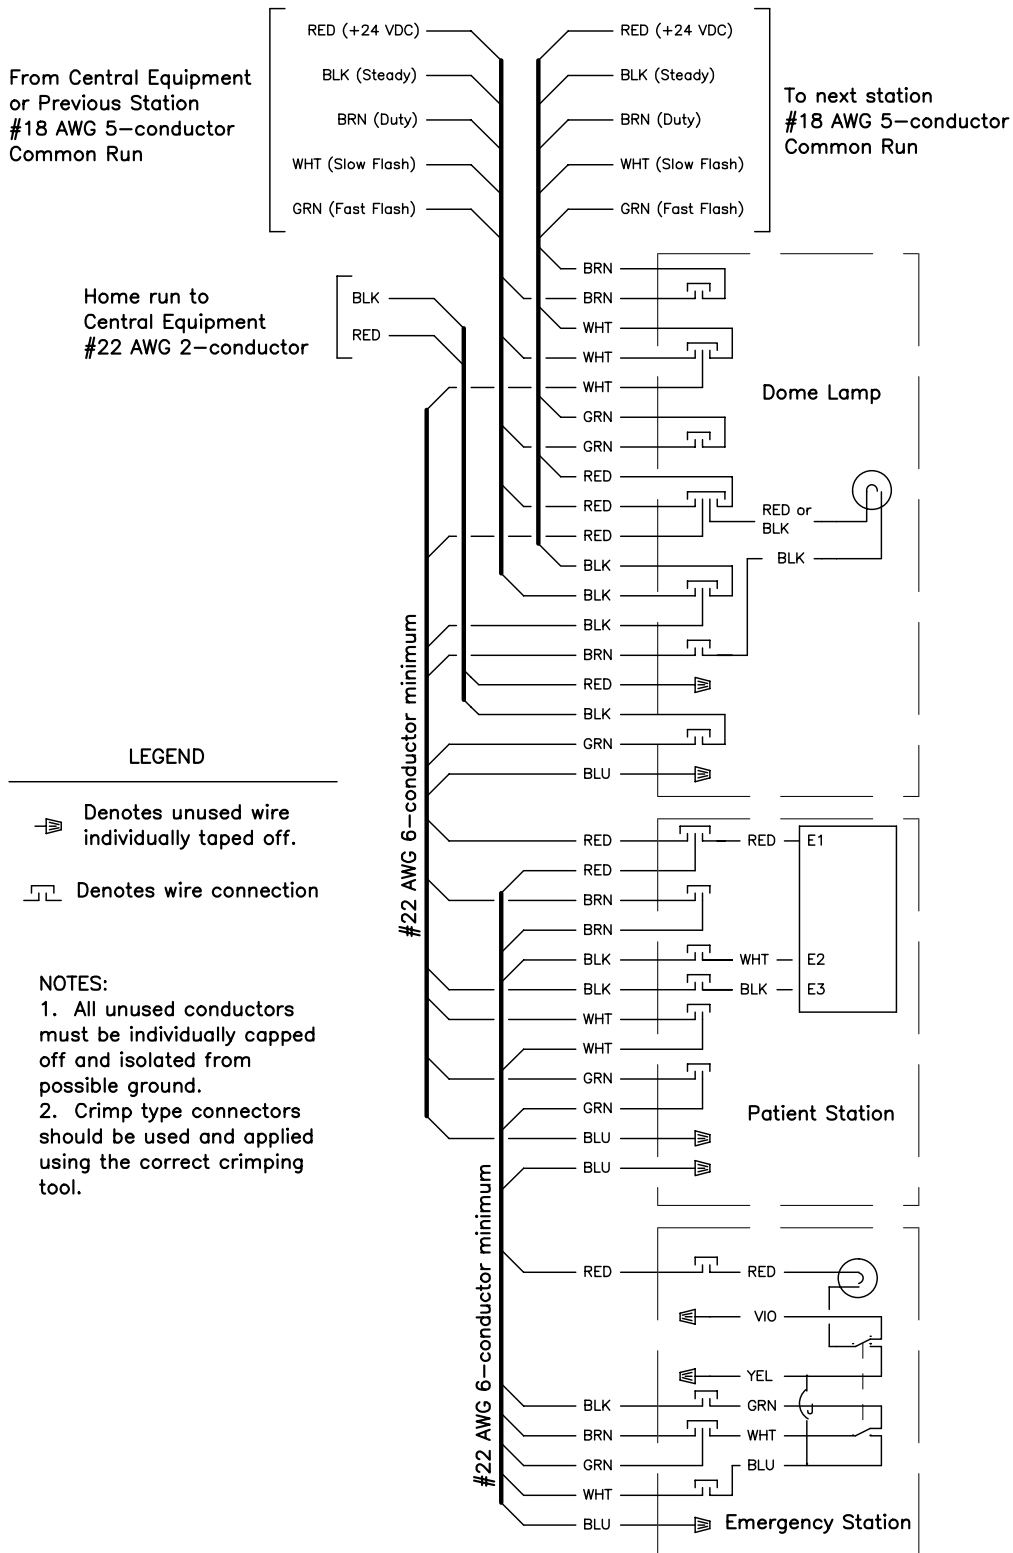 RED (+24 VDC)
BLK (Steady)
BRN (Duty)
WHT (Slow Flash)
GRN (Fast Flash)
From Central Equipment
or Previous Station
#18 AWG 5-conductor
Common Run
RED (+24 VDC)
BLK (Steady)
BRN (Duty)
WHT (Slow Flash)
GRN (Fast Flash)
To next station
#18 AWG 5-conductor
Common Run
Home run to
Central Equipment
#22 AWG 2-conductor
BLK
RED
BRN
BRN
WHT
WHT
WHT
GRN
GRN
RED
RED
RED
BLK
BLK
BLK
BRN
RED
BLK
GRN
BLU
Dome Lamp
RED or
BLK
BLK
#22 AWG 6-conductor minimum
LEGEND
Denotes unused wire
individually taped off.
Denotes wire connection
NOTES:
1. All unused conductors
must be individually capped
off and isolated from
possible ground.
2. Crimp type connectors
should be used and applied
using the correct crimping
tool.
RED
RED
BRN
BRN
BLK
BLK
WHT
WHT
GRN
GRN
BLU
BLU
RED
E1
WHT
E2
BLK
E3
Patient Station
#22 AWG 6-conductor minimum
RED
BLK
BRN
GRN
WHT
BLU
RED
VIO
YEL
GRN
J
WHT
BLU
Emergency Station